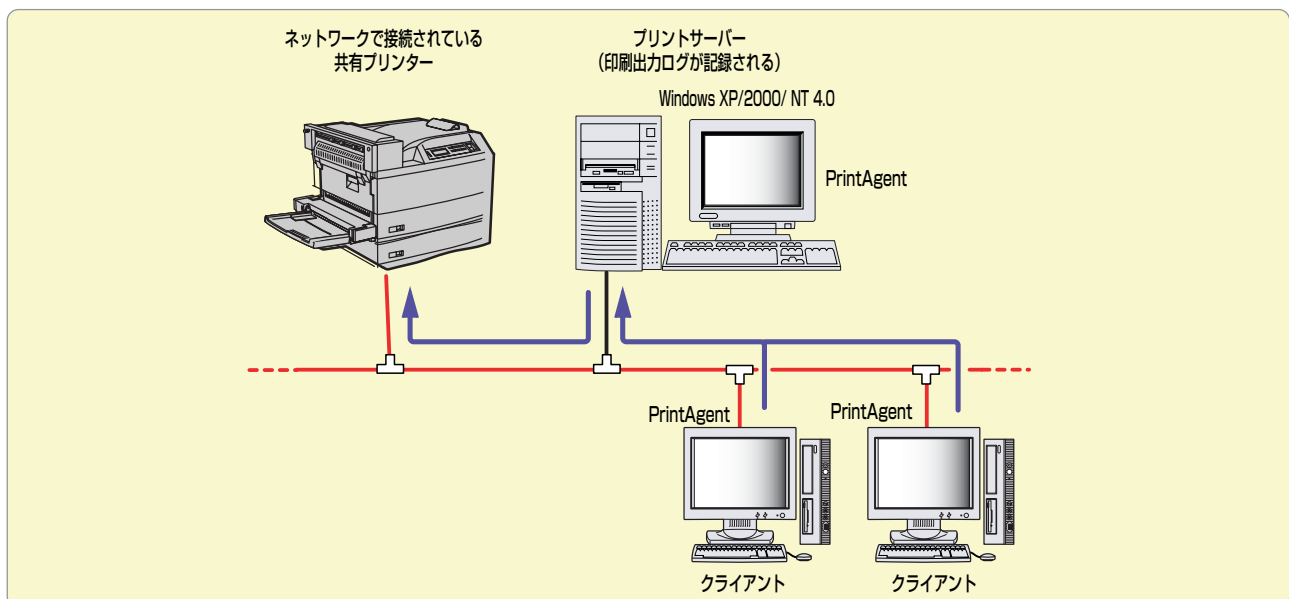 ネットワークで接続されている
共有プリンター
プリントサーバー
（印刷出力ログが記録される）
Windows XP/2000/ NT 4.0
PrintAgent
PrintAgent
PrintAgent
クライアント
クライアント